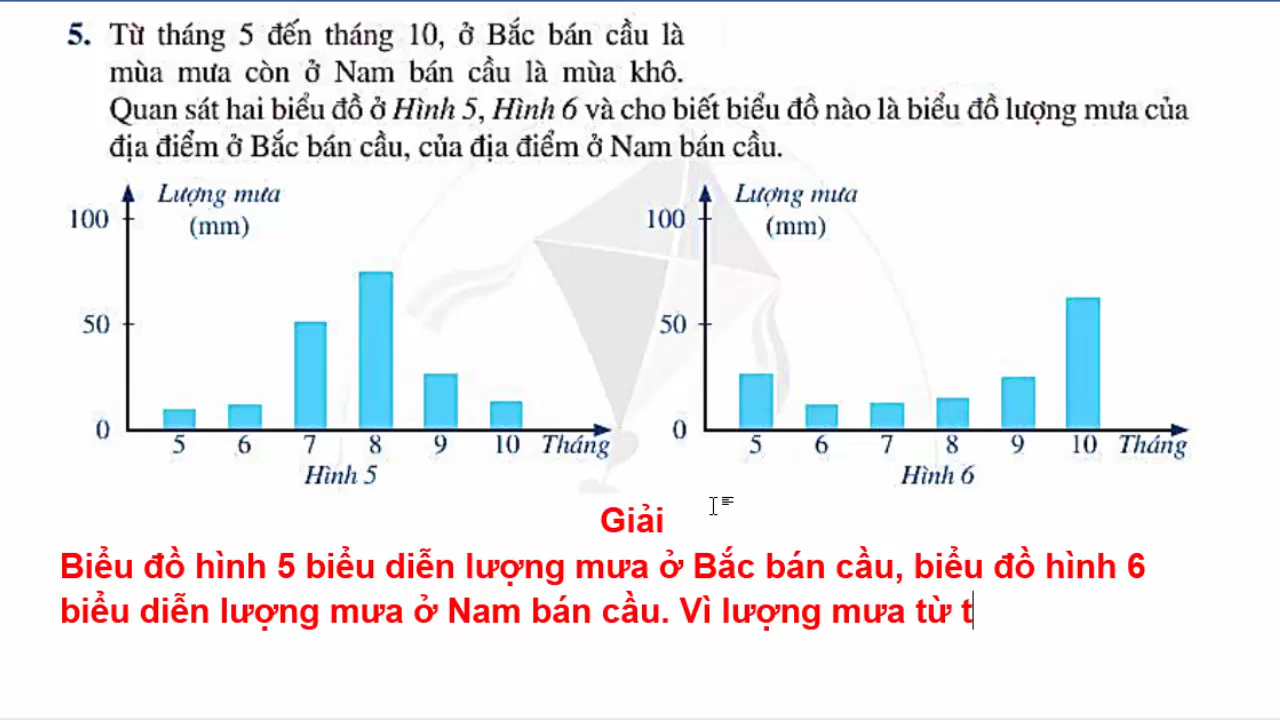 5. Từ tháng 5 đến tháng 10, ở Bắc bán cầu là
mùa mưa còn ở Nam bán cầu là mùa khô.
Quan sát hai biểu đồ ở Hình 5, Hình 6 và cho biết biểu đồ nào là biểu đồ lượng mưa của
địa điểm ở Bắc bán cầu, của địa điểm ở Nam bán cầu.
Lượng mưa
(mm)
100
50
0
5 6 7 8 9 10 Tháng
Hình 5
Lượng mưa
(mm)
100
50
0
5 6 7 8 9 10 Tháng
Hình 6
Giải
Biểu đồ hình 5 biểu diễn lượng mưa ở Bắc bán cầu, biểu đồ hình 6
biểu diễn lượng mưa ở Nam bán cầu. Vì lượng mưa từ t